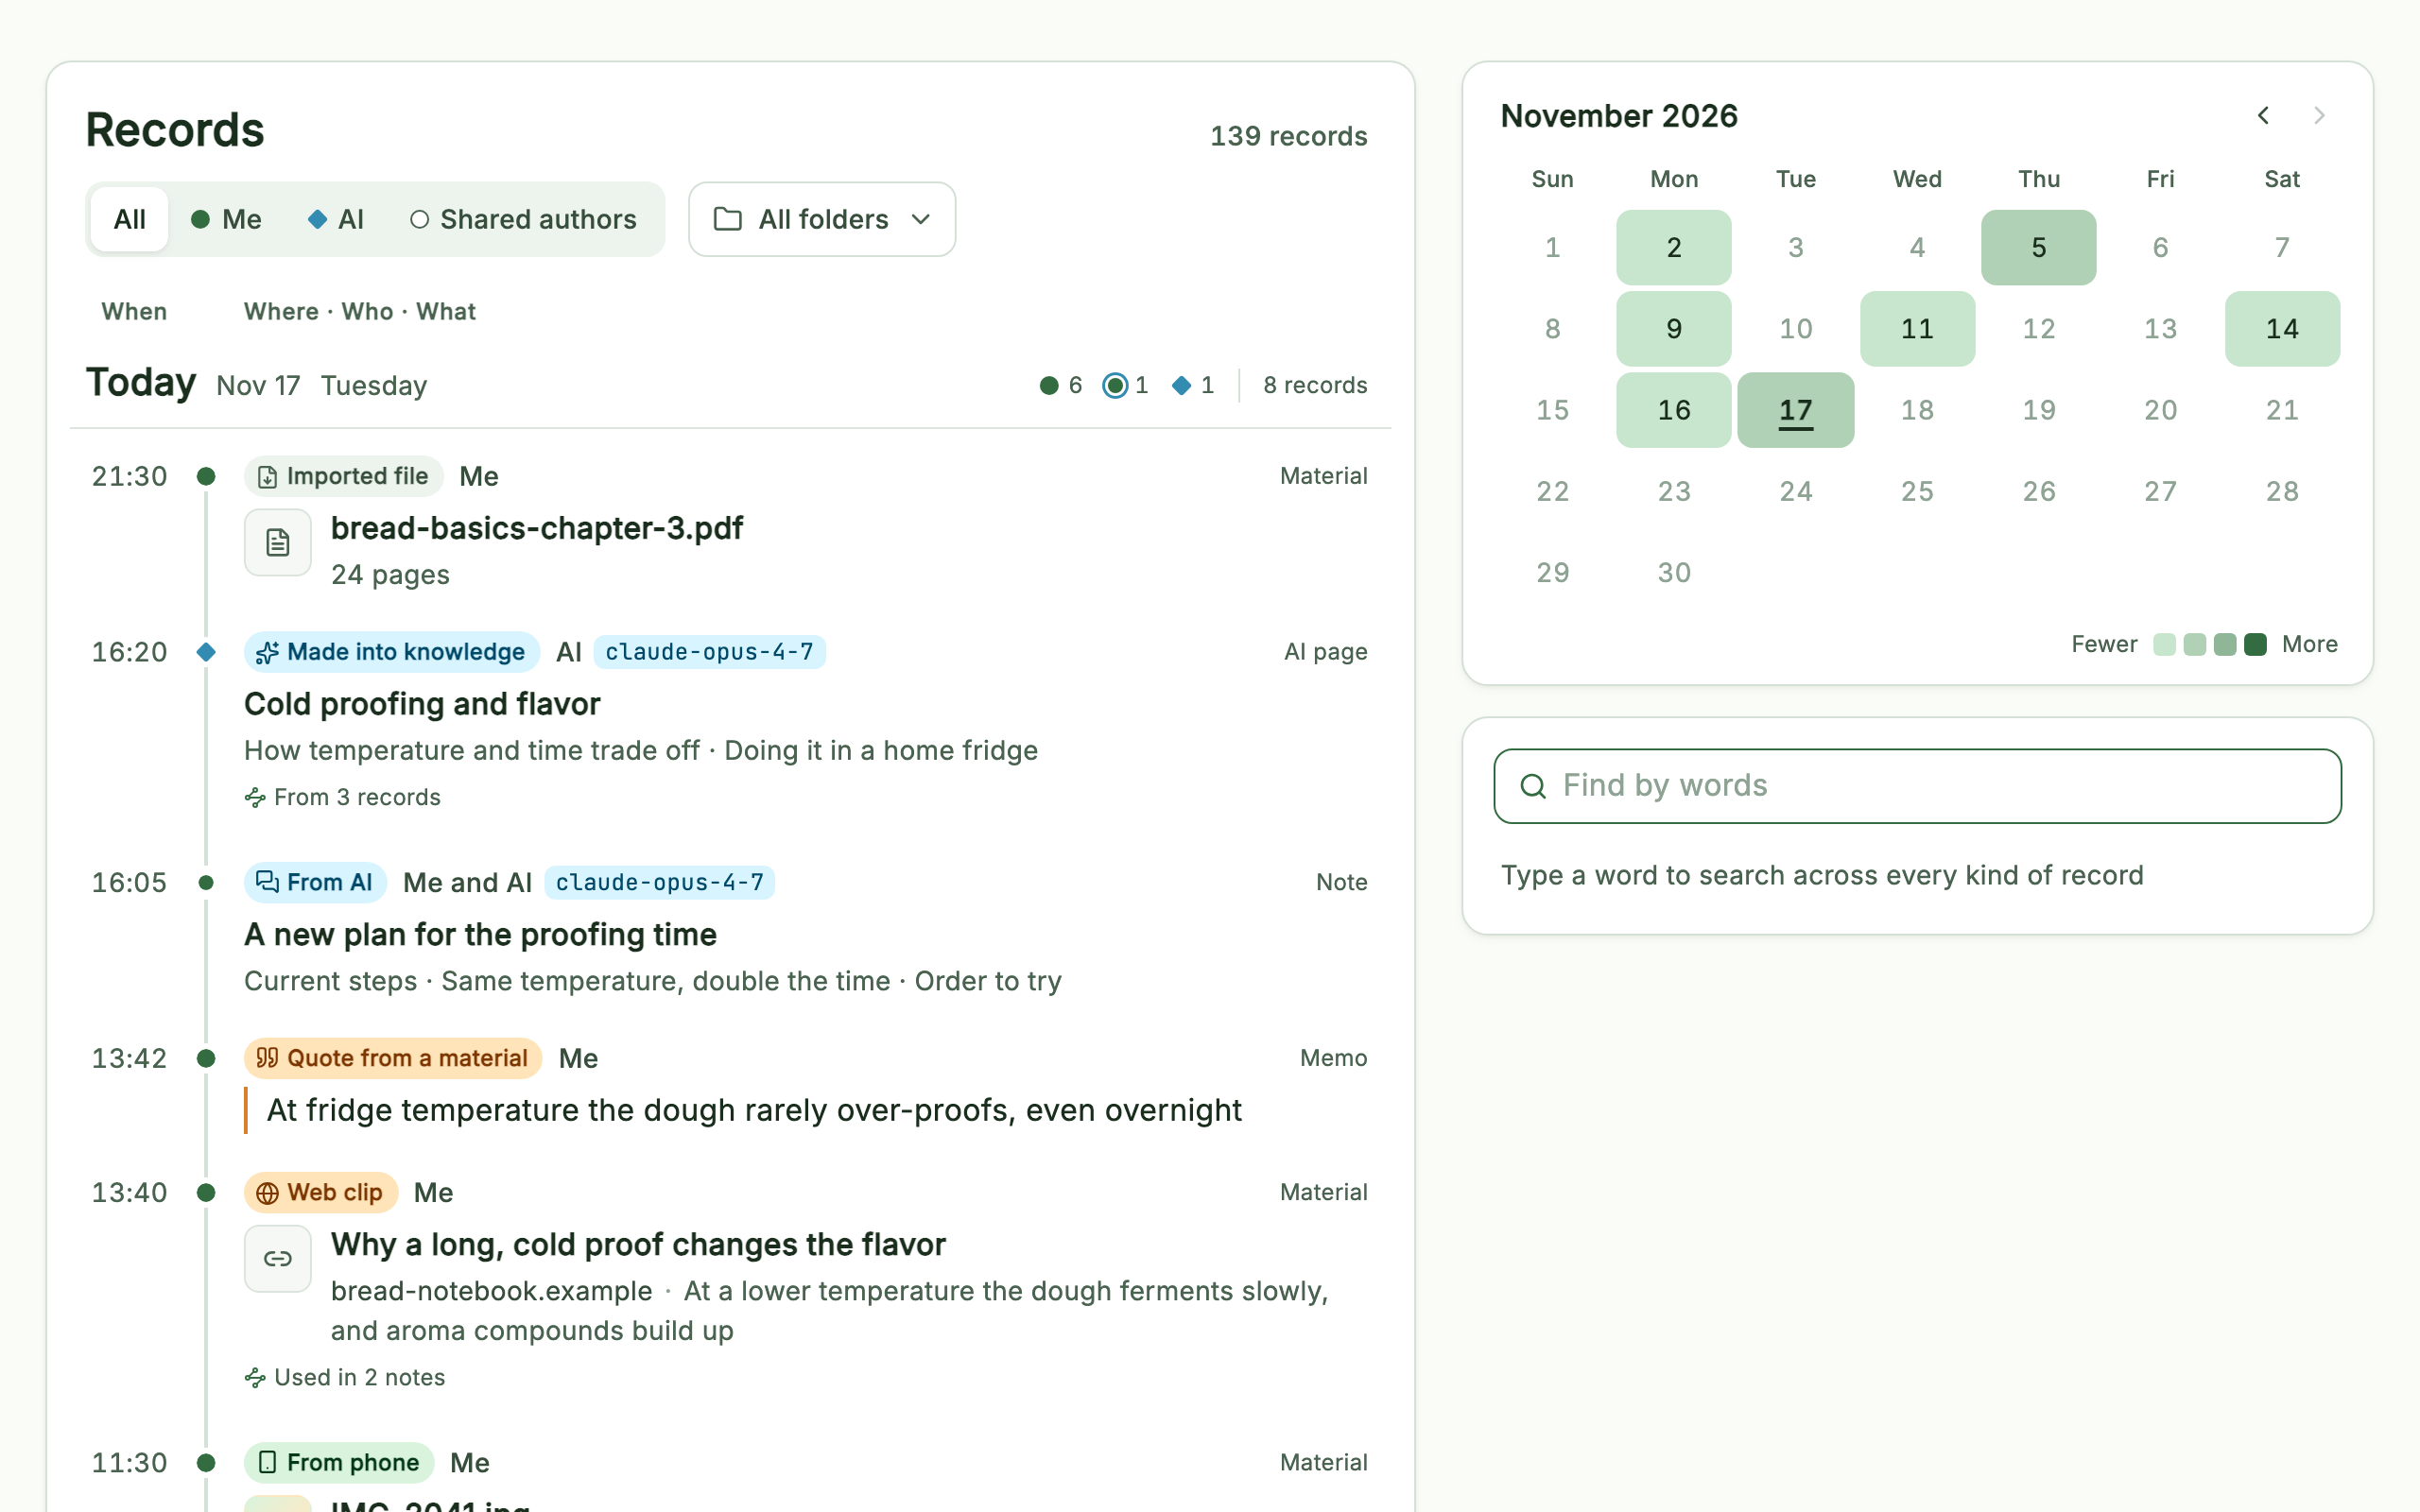 Records
139 records
All Me AI Shared authors All folders
When Where · Who · What
Today Nov 17 Tuesday 6 1 1 8 records
21:30 Imported file Me Material
bread-basics-chapter-3.pdf
24 pages
16:20 Made into knowledge AI claude-opus-4-7 AI page
Cold proofing and flavor
How temperature and time trade off · Doing it in a home fridge
From 3 records
16:05 From AI Me and AI claude-opus-4-7 Note
A new plan for the proofing time
Current steps · Same temperature, double the time · Order to try
13:42 Quote from a material Me Memo
At fridge temperature the dough rarely over-proofs, even overnight
13:40 Web clip Me Material
Why a long, cold proof changes the flavor
bread-notebook.example · At a lower temperature the dough ferments slowly,
and aroma compounds build up
Used in 2 notes
11:30 From phone Me Material
IMG_2041.jpg
November 2026
Sun Mon Tue Wed Thu Fri Sat
1 2 3 4 5 6 7
8 9 10 11 12 13 14
15 16 17 18 19 20 21
22 23 24 25 26 27 28
29 30
Fewer More
Find by words
Type a word to search across every kind of record